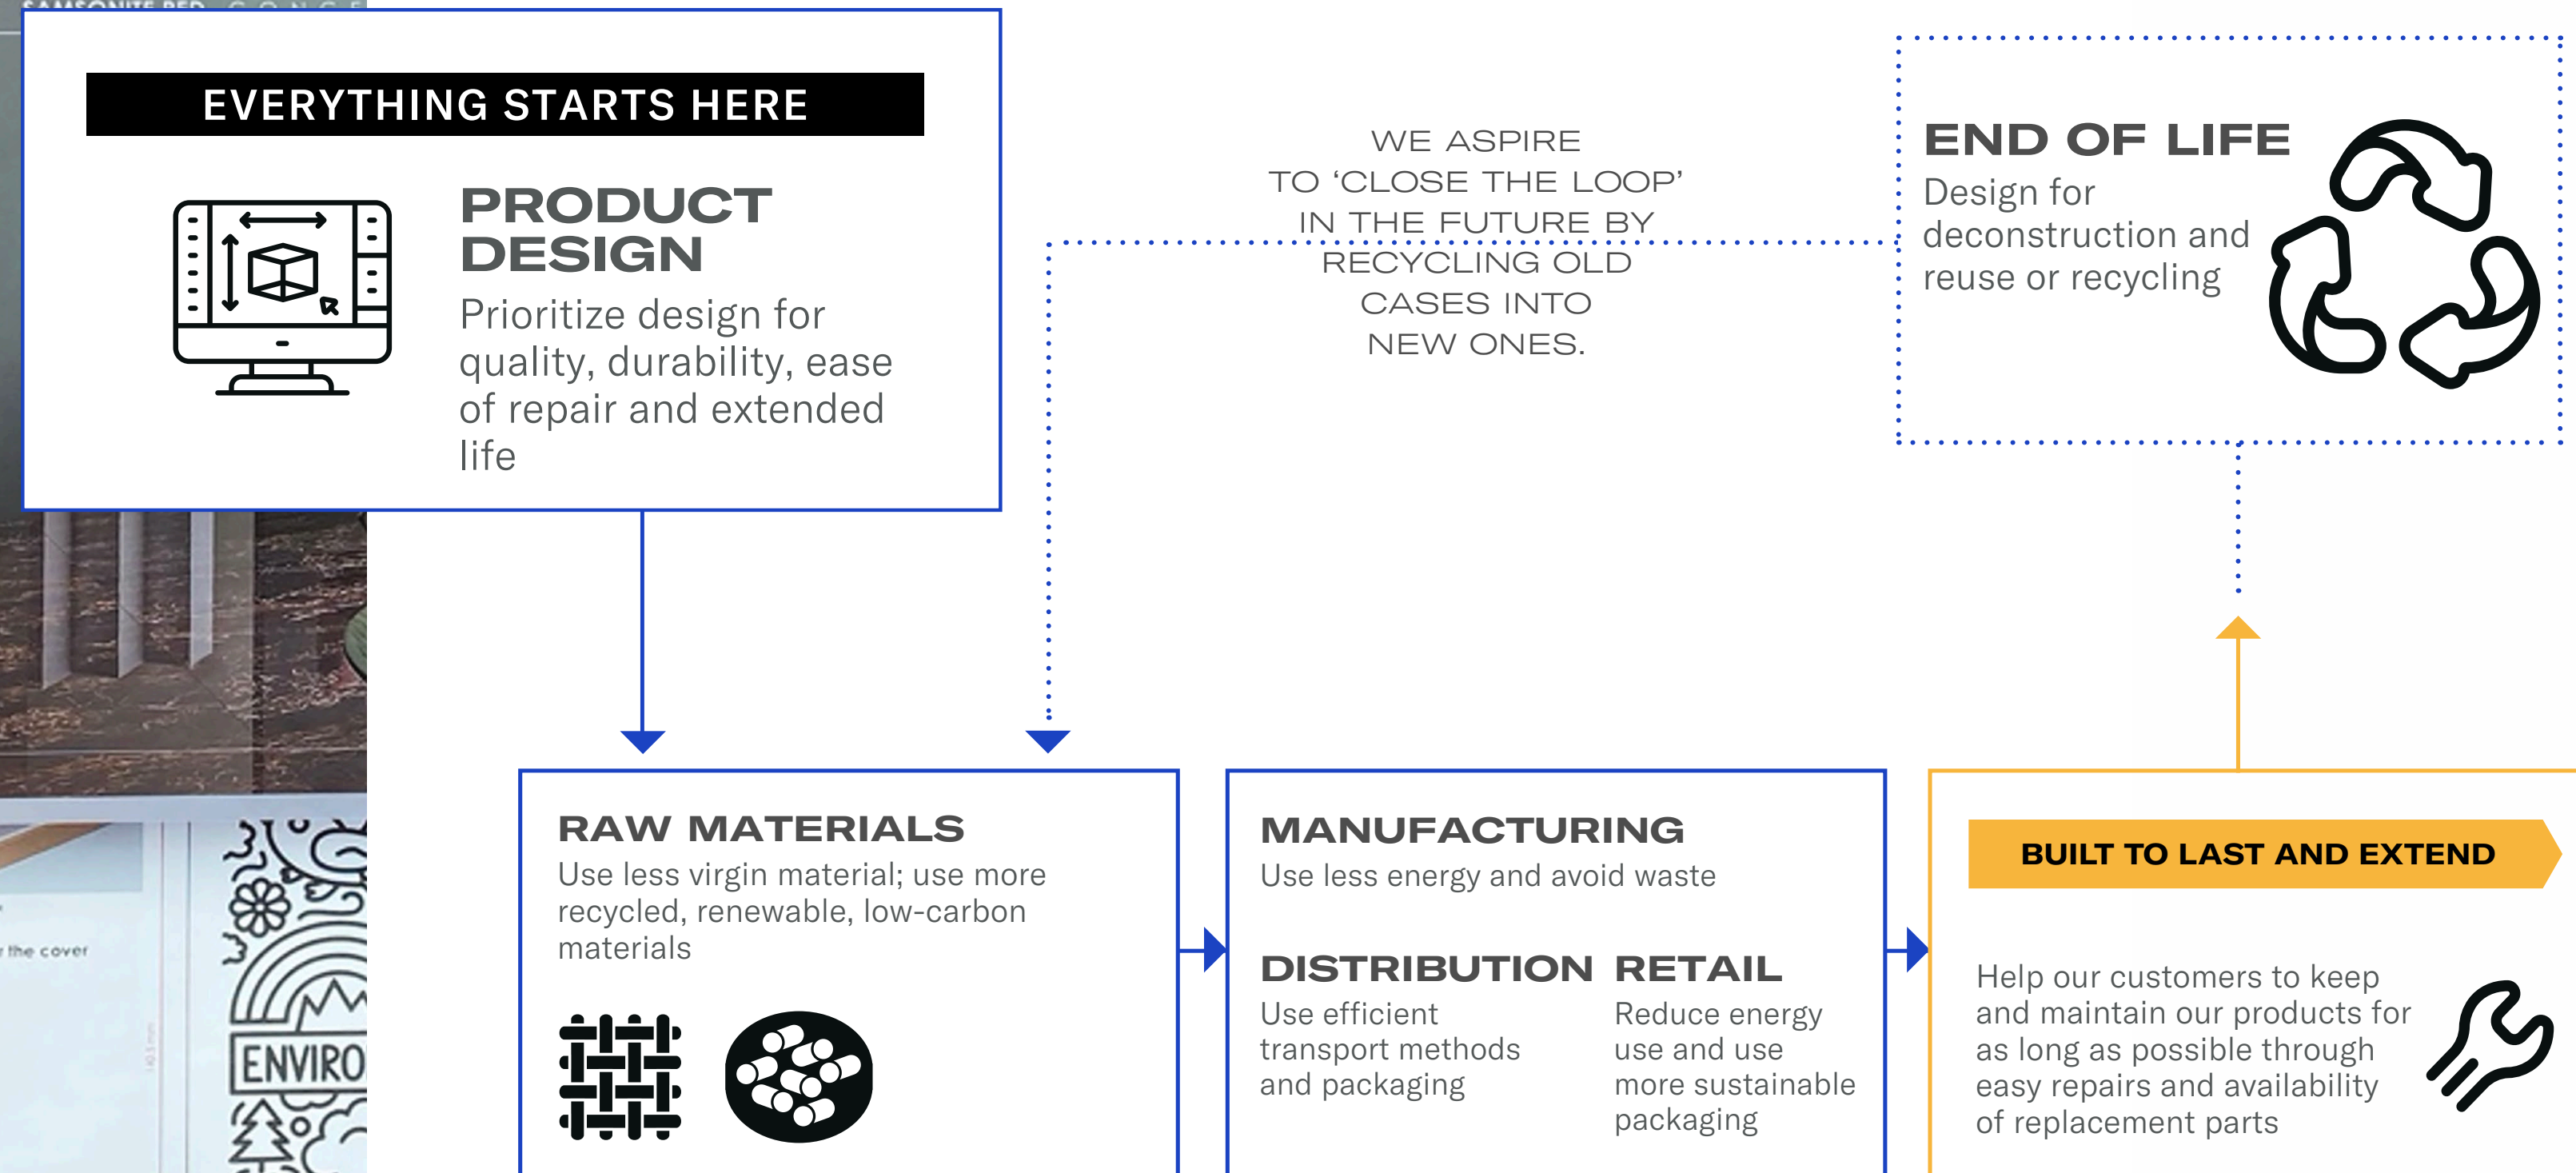 SAMSONITE RED CONCE
EVERYTHING STARTS HERE
PRODUCT
DESIGN
Prioritize design for
quality, durability, ease
of repair and extended
life
WE ASPIRE
TO ‘CLOSE THE LOOP’
IN THE FUTURE BY
RECYCLING OLD
CASES INTO
NEW ONES.
END OF LIFE
Design for
deconstruction and
reuse or recycling
RAW MATERIALS
Use less virgin material; use more
recycled, renewable, low-carbon
materials
MANUFACTURING
Use less energy and avoid waste
DISTRIBUTION
Use efficient
transport methods
and packaging
RETAIL
Reduce energy
use and use
more sustainable
packaging
BUILT TO LAST AND EXTEND
Help our customers to keep
and maintain our products for
as long as possible through
easy repairs and availability
of replacement parts
the cover
ENVIRO